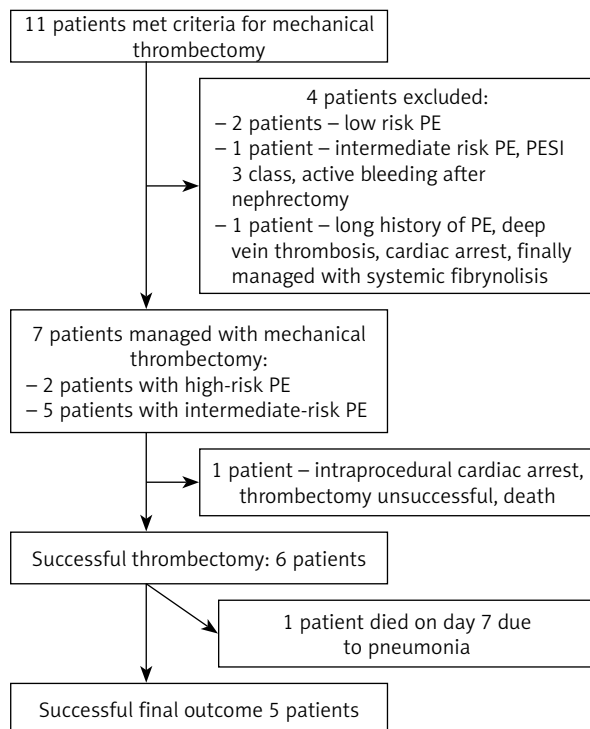 11 patients met criteria for mechanical
thrombectomy
4 patients excluded:
– 2 patients – low risk PE
– 1 patient – intermediate risk PE, PESI
3 class, active bleeding after
nephrectomy
– 1 patient – long history of PE, deep
vein thrombosis, cardiac arrest, finally
managed with systemic fibrynolisis
7 patients managed with mechanical
thrombectomy:
– 2 patients with high-risk PE
– 5 patients with intermediate-risk PE
1 patient – intraprocedural cardiac arrest,
thrombectomy unsuccessful, death
Successful thrombectomy: 6 patients
1 patient died on day 7 due
to pneumonia
Successful final outcome 5 patients